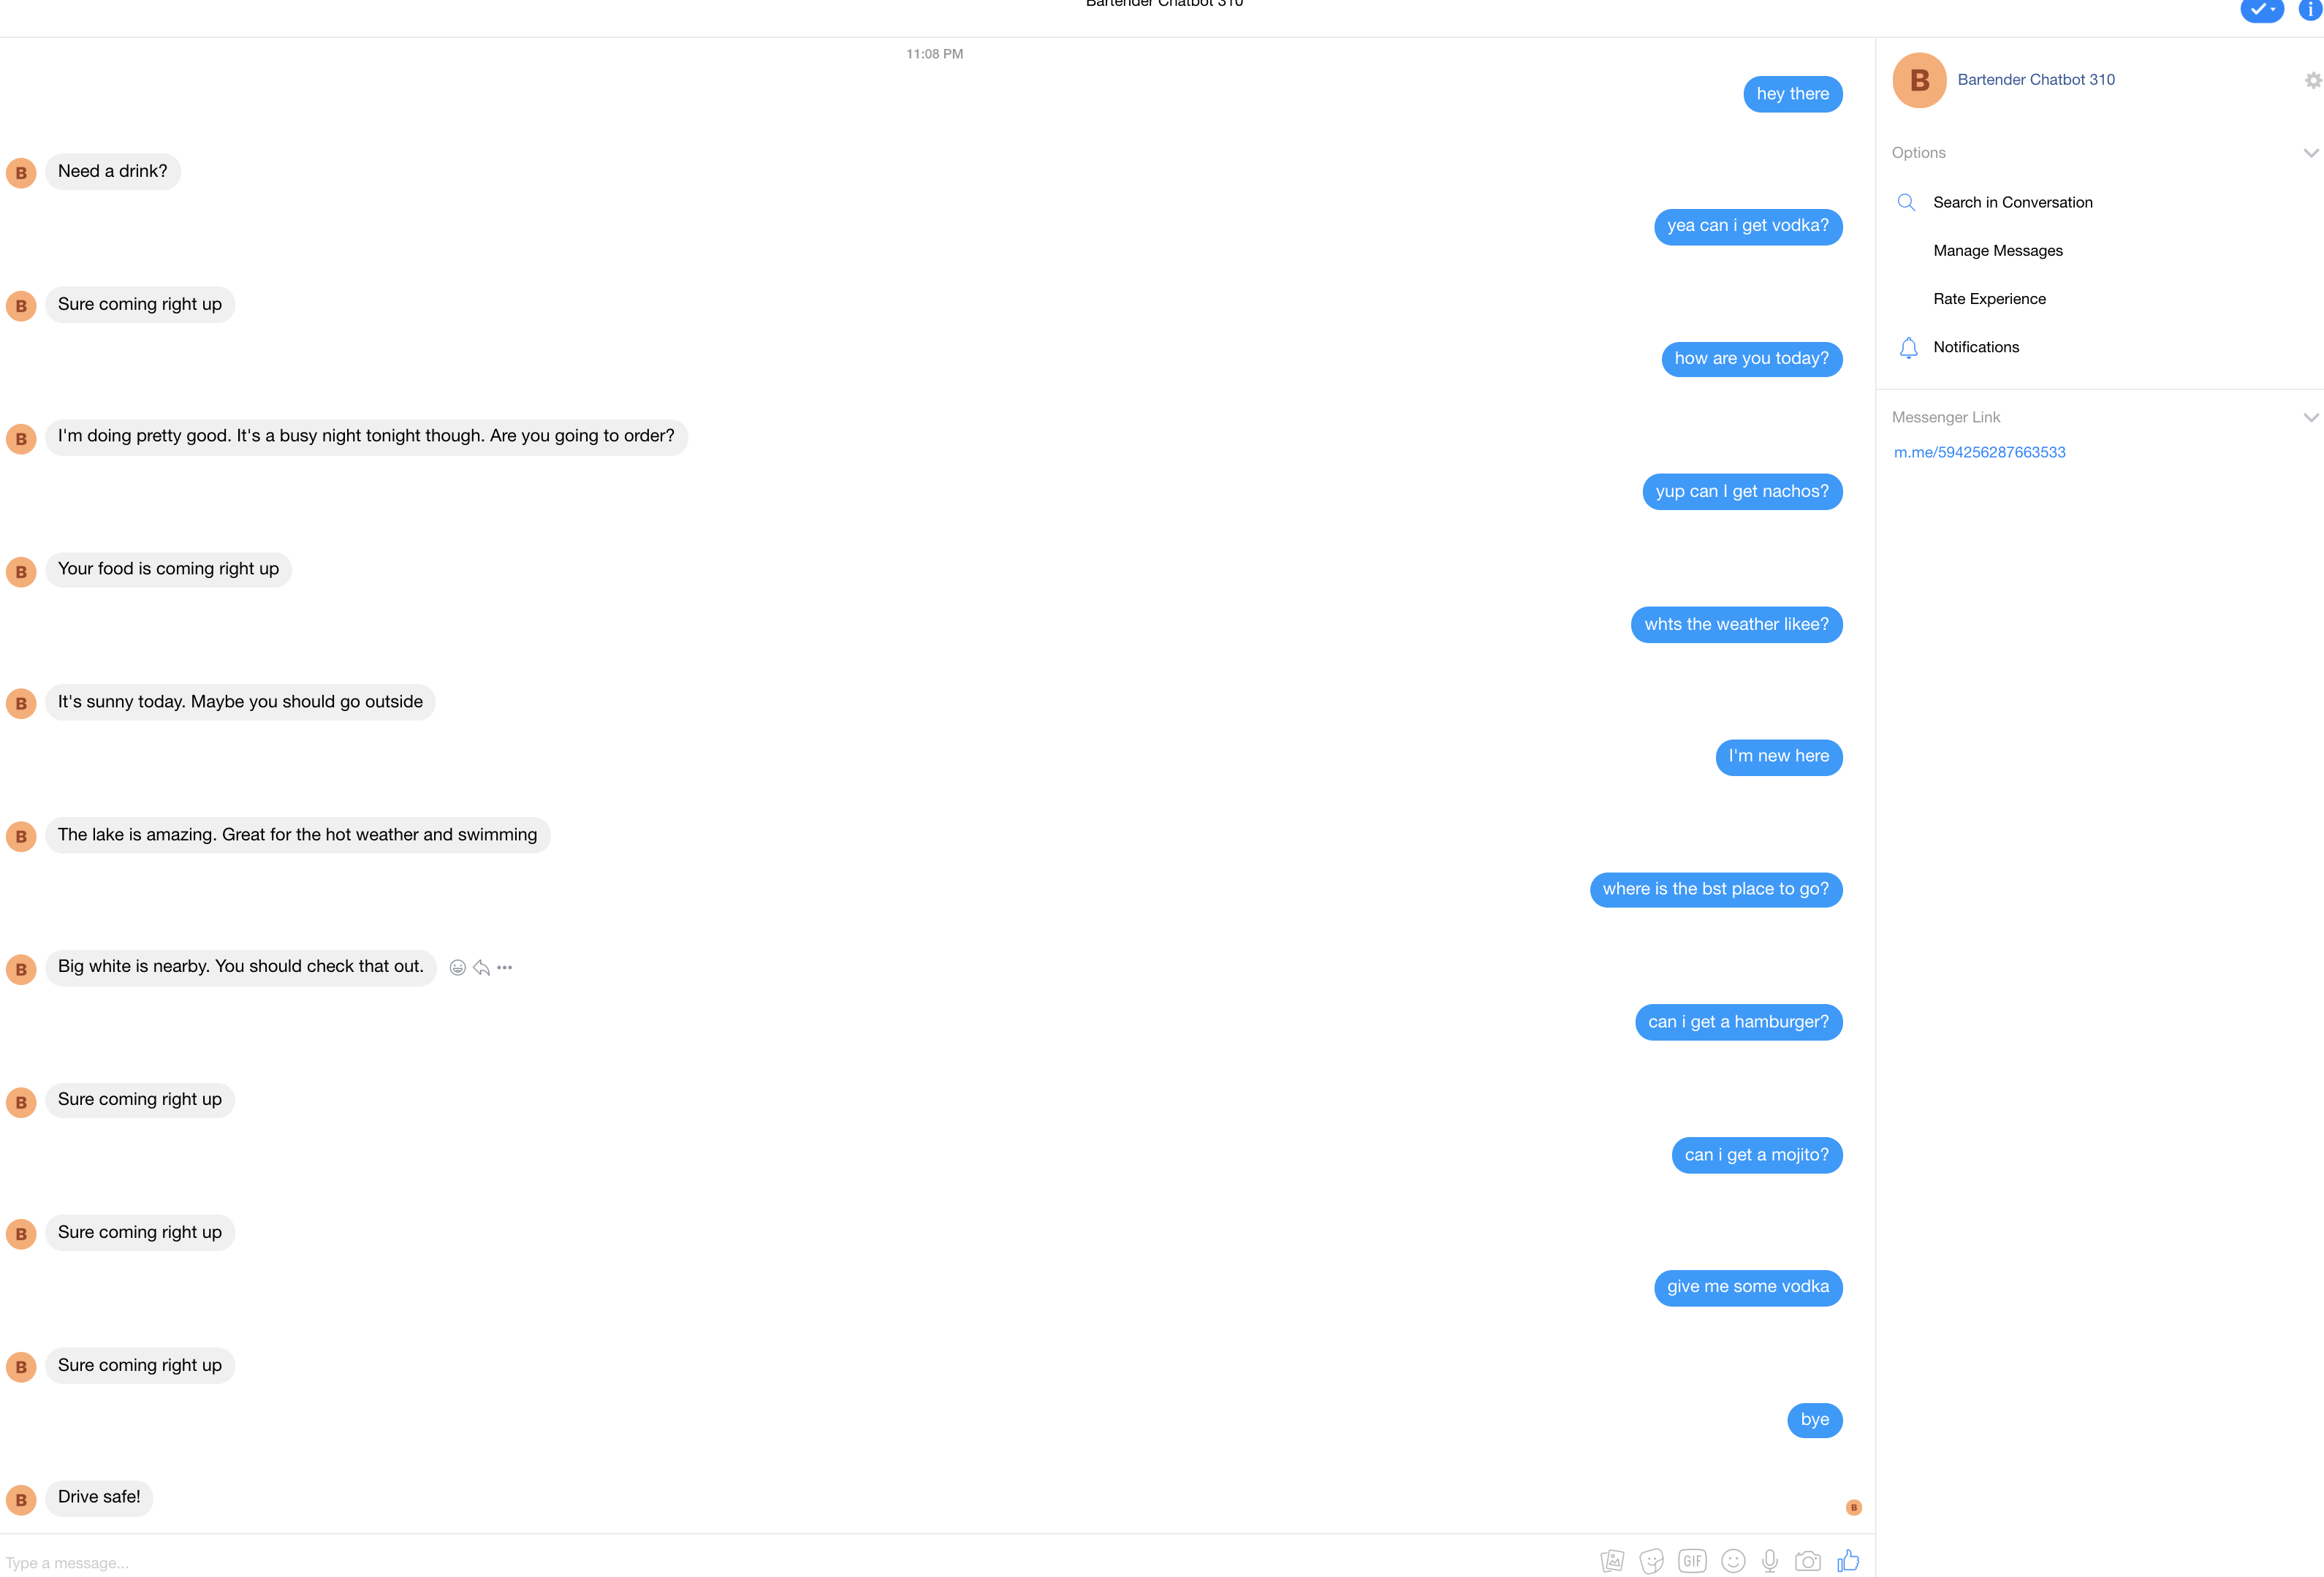 Bartender Chatbot 310
11:08 PM
hey there
B Need a drink?
yea can i get vodka?
B Sure coming right up
how are you today?
B I'm doing pretty good. It's a busy night tonight though. Are you going to order?
yup can I get nachos?
B Your food is coming right up
whts the weather likee?
B It's sunny today. Maybe you should go outside
I'm new here
B The lake is amazing. Great for the hot weather and swimming
where is the bst place to go?
B Big white is nearby. You should check that out.
can i get a hamburger?
B Sure coming right up
can i get a mojito?
B Sure coming right up
give me some vodka
B Sure coming right up
bye
B Drive safe!
B
Type a message...
GIF
B Bartender Chatbot 310
Options
Search in Conversation
Manage Messages
Rate Experience
Notifications
Messenger Link
m.me/594256287663533